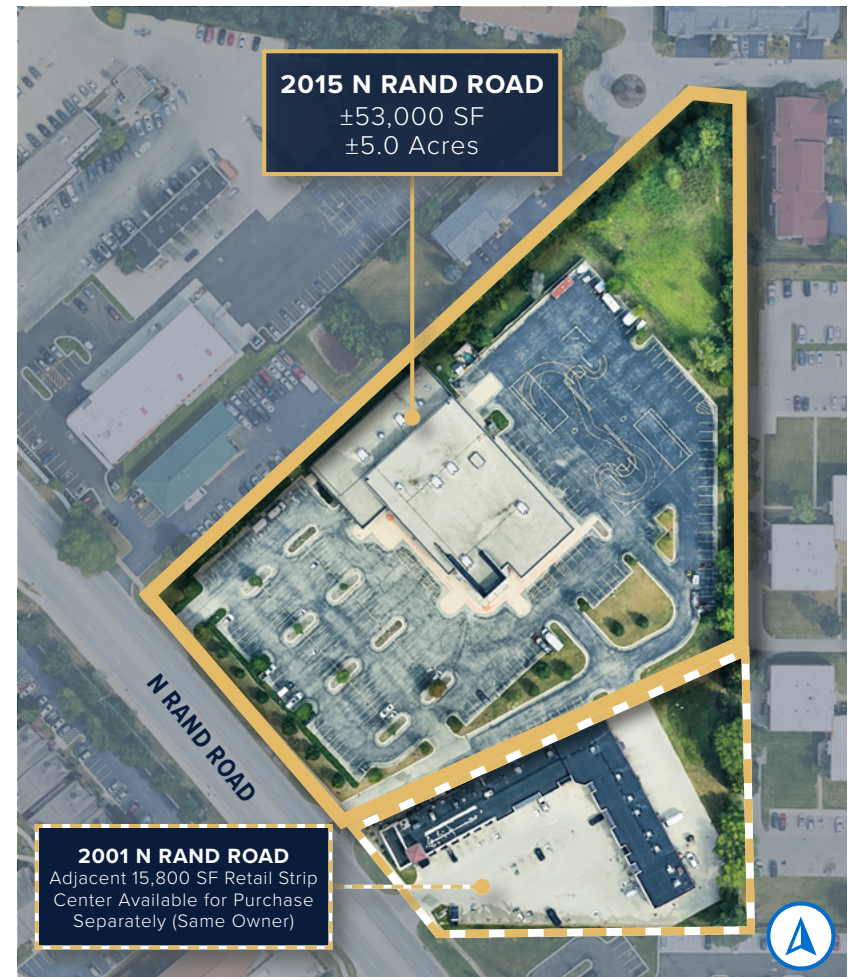 2015 N RAND ROAD
±53,000 SF
±5.0 Acres
N RAND ROAD
2001 N RAND ROAD
Adjacent 15,800 SF Retail Strip
Center Available for Purchase
Separately (Same Owner)